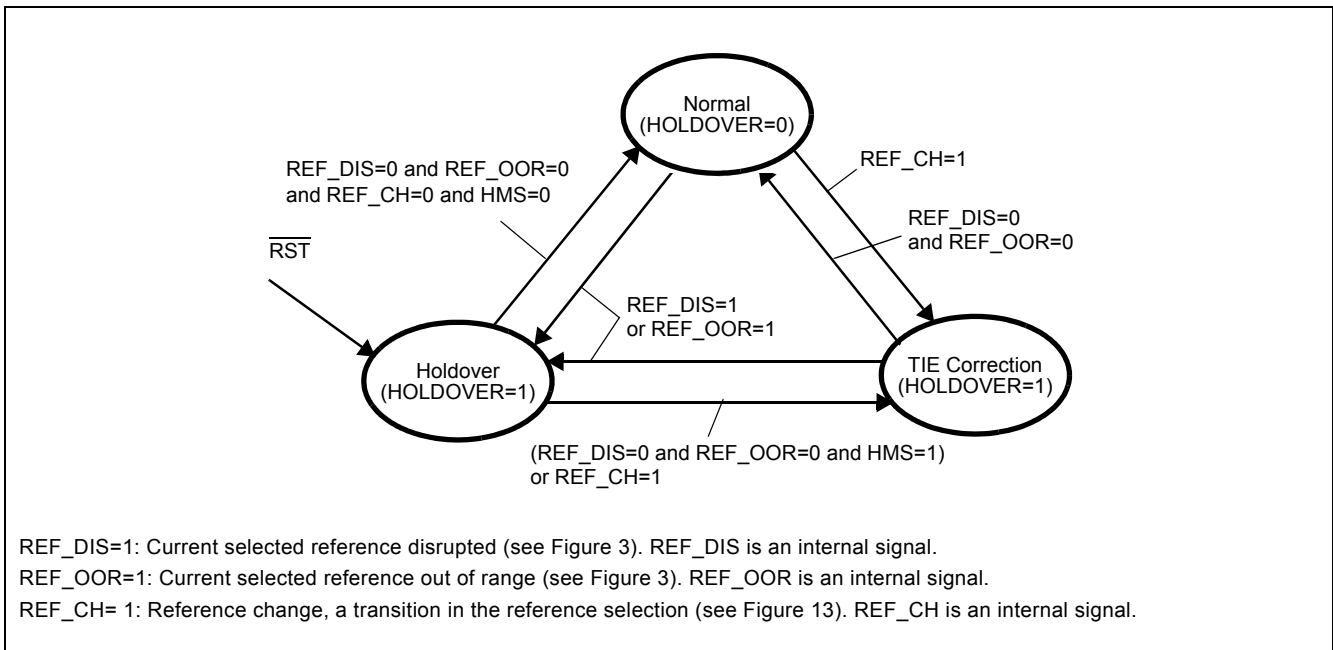 Normal
(HOLDOVER=0)
REF_DIS=0 and REF_OOR=0
and REF_CH=0 and HMS=0
REF_CH=1
REF_DIS=0
and REF_OOR=0
RST
REF_DIS=1
or REF_OOR=1
Holdover
(HOLDOVER=1)
TIE Correction
(HOLDOVER=1)
(REF_DIS=0 and REF_OOR=0 and HMS=1)
or REF_CH=1
REF_DIS=1: Current selected reference disrupted (see Figure 3). REF_DIS is an internal signal.
REF_OOR=1: Current selected reference out of range (see Figure 3). REF_OOR is an internal signal.
REF_CH= 1: Reference change, a transition in the reference selection (see Figure 13). REF_CH is an internal signal.